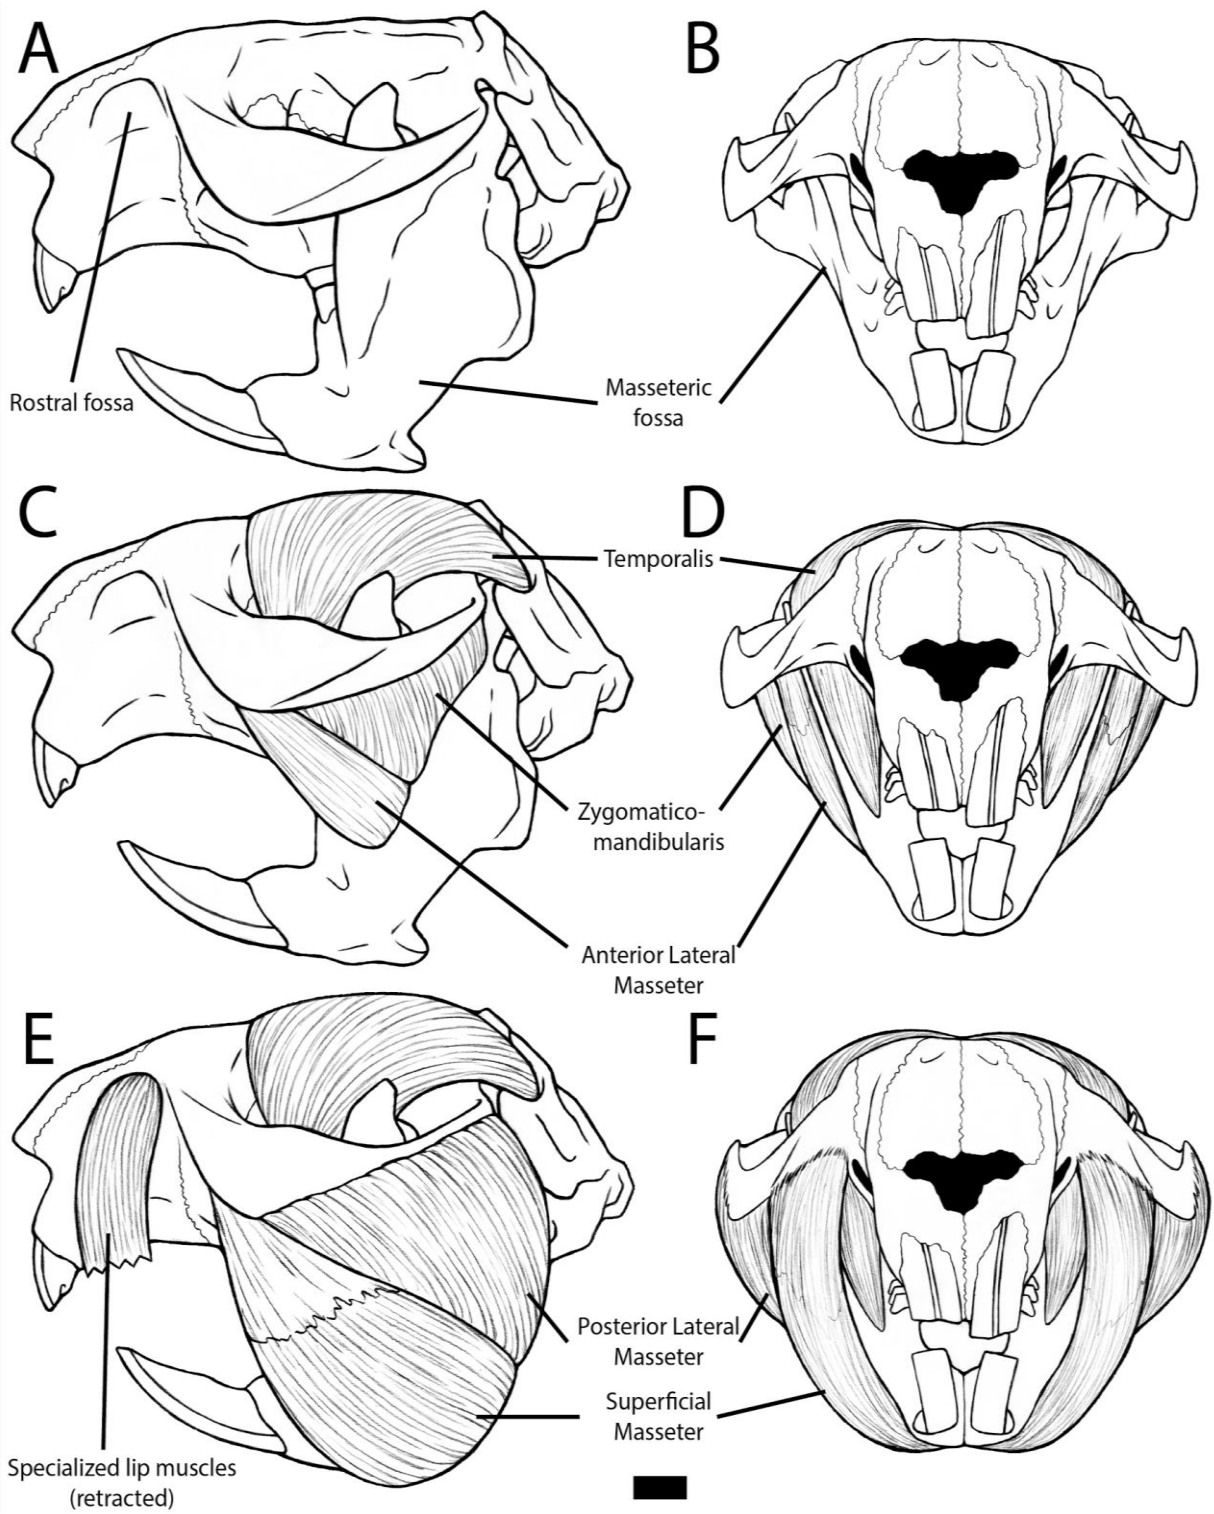 A
B
Rostral fossa
Masseteric
fossa
C
D
Temporalis
Zygomatico-
mandibularis
Anterior Lateral
Masseter
E
F
Posterior Lateral
Masseter
Superficial
Masseter
Specialized lip muscles
(retracted)